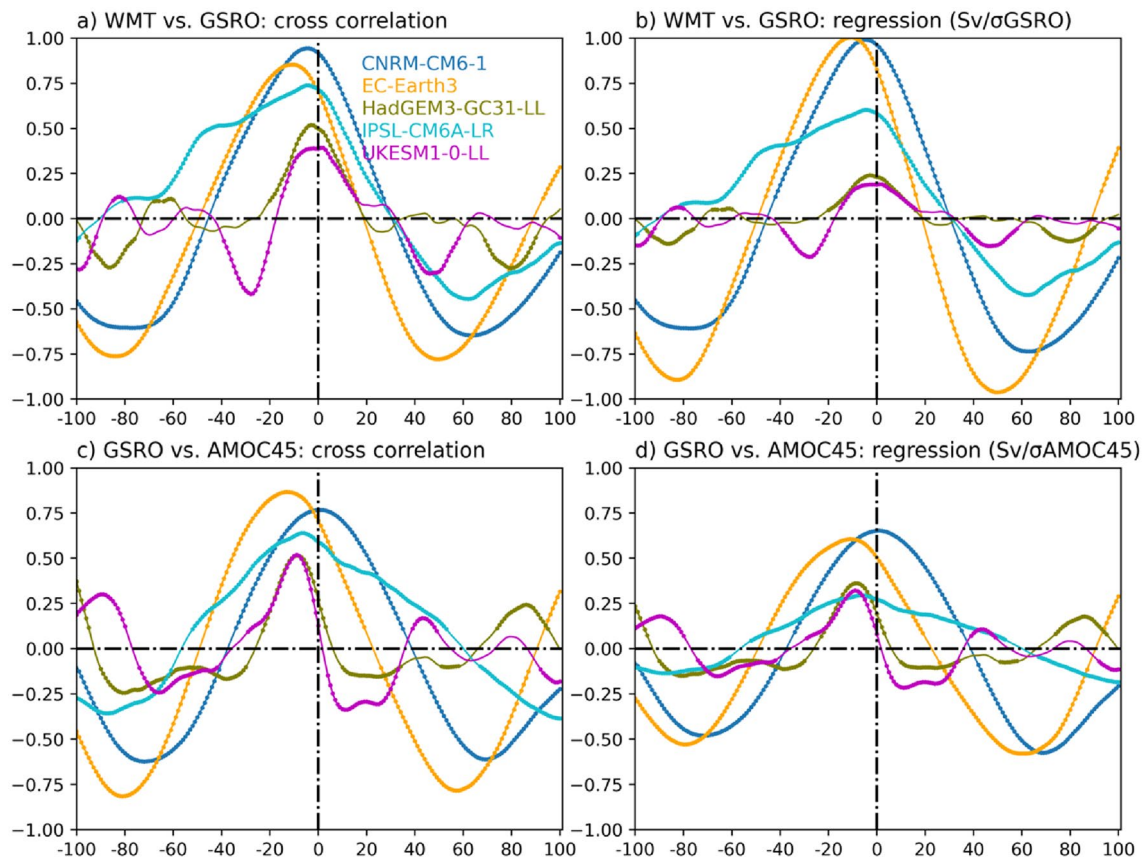 a) WMT vs. GSRO: cross correlation
1.00
0.75
0.50
0.25
0.00
−0.25
−0.50
−0.75
−1.00
-100 -80 -60 -40 -20 0 20 40 60 80 100
CNRM-CM6-1
EC-Earth3
HadGEM3-GC31-LL
IPSL-CM6A-LR
UKESM1-0-LL
b) WMT vs. GSRO: regression (Sv/σGSRO)
1.00
0.75
0.50
0.25
0.00
−0.25
−0.50
−0.75
−1.00
-100 -80 -60 -40 -20 0 20 40 60 80 100
c) GSRO vs. AMOC45: cross correlation
1.00
0.75
0.50
0.25
0.00
−0.25
−0.50
−0.75
−1.00
-100 -80 -60 -40 -20 0 20 40 60 80 100
d) GSRO vs. AMOC45: regression (Sv/σAMOC45)
1.00
0.75
0.50
0.25
0.00
−0.25
−0.50
−0.75
−1.00
-100 -80 -60 -40 -20 0 20 40 60 80 100